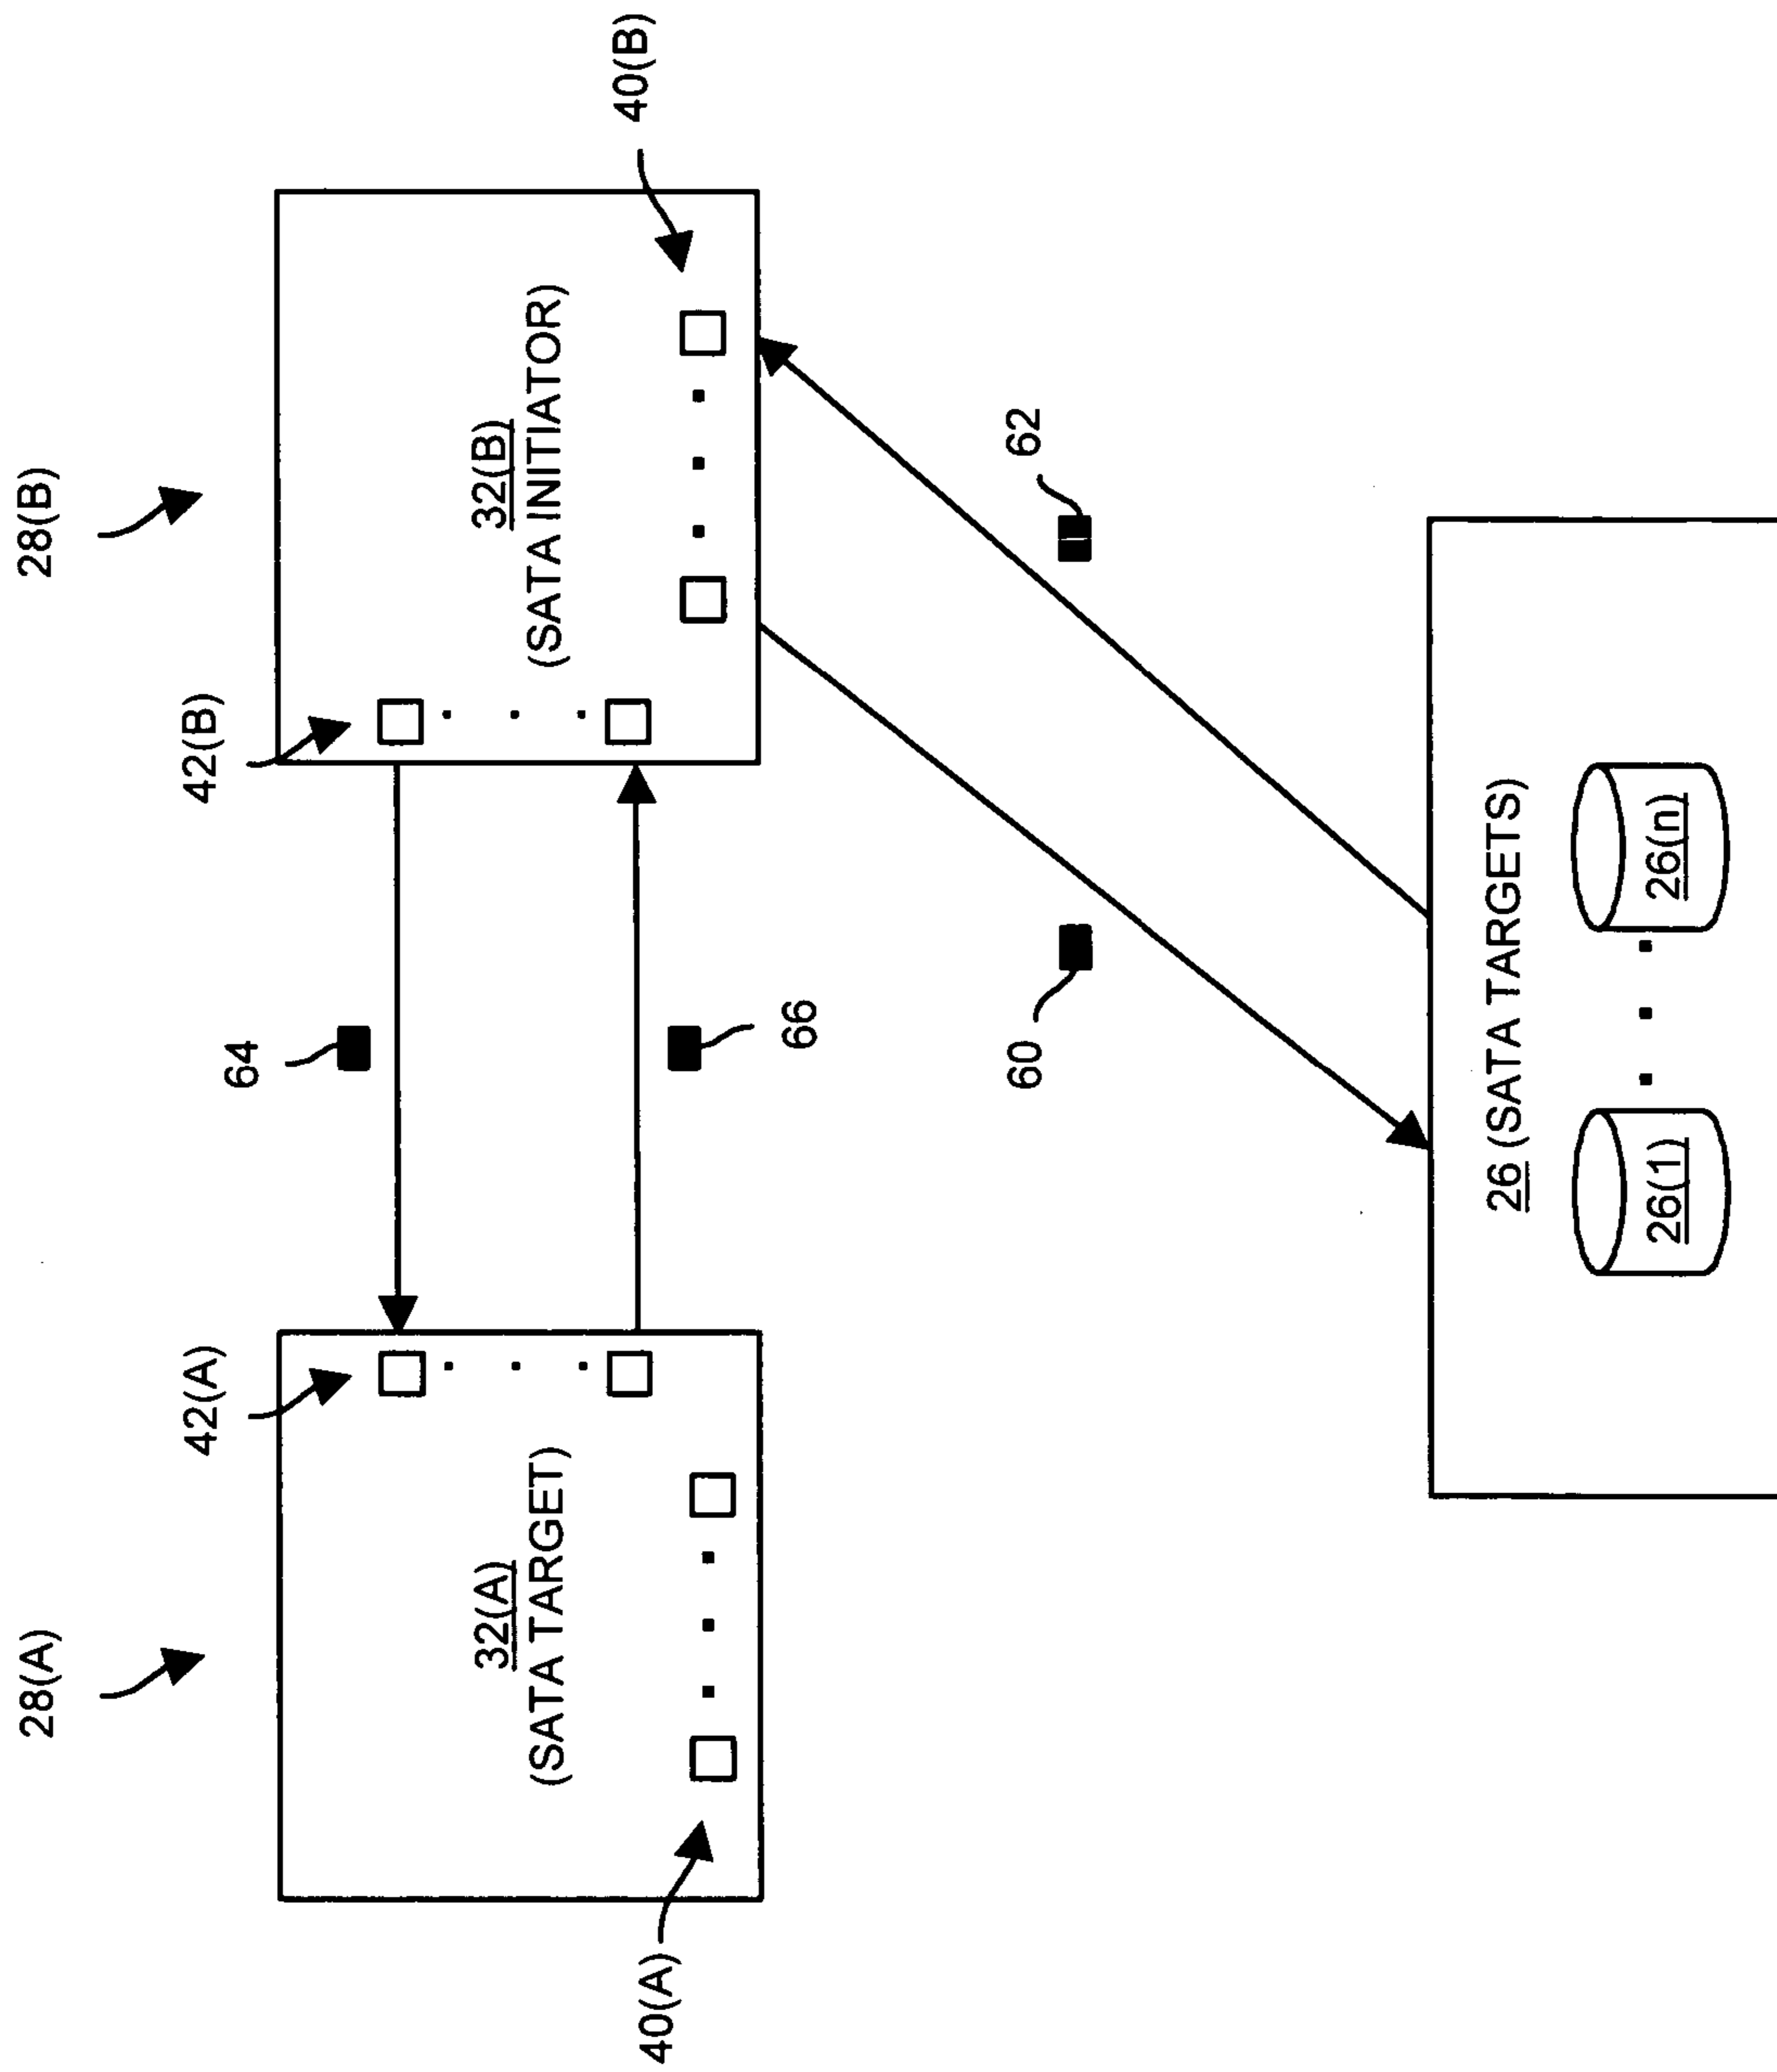 28(A)
28(B)
42(A)
64
42(B)
32(A)
(SATA TARGET)
32(B)
(SATA INITIATOR)
40(A)
66
40(B)
60
62
26 (SATA TARGETS)
26(1)
26(n)